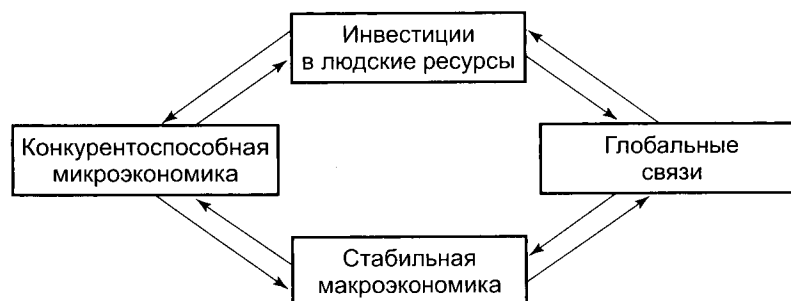 Инвестиции
в людские ресурсы
Конкурентоспособная
микроэкономика
Глобальные
связи
Стабильная
макроэкономика